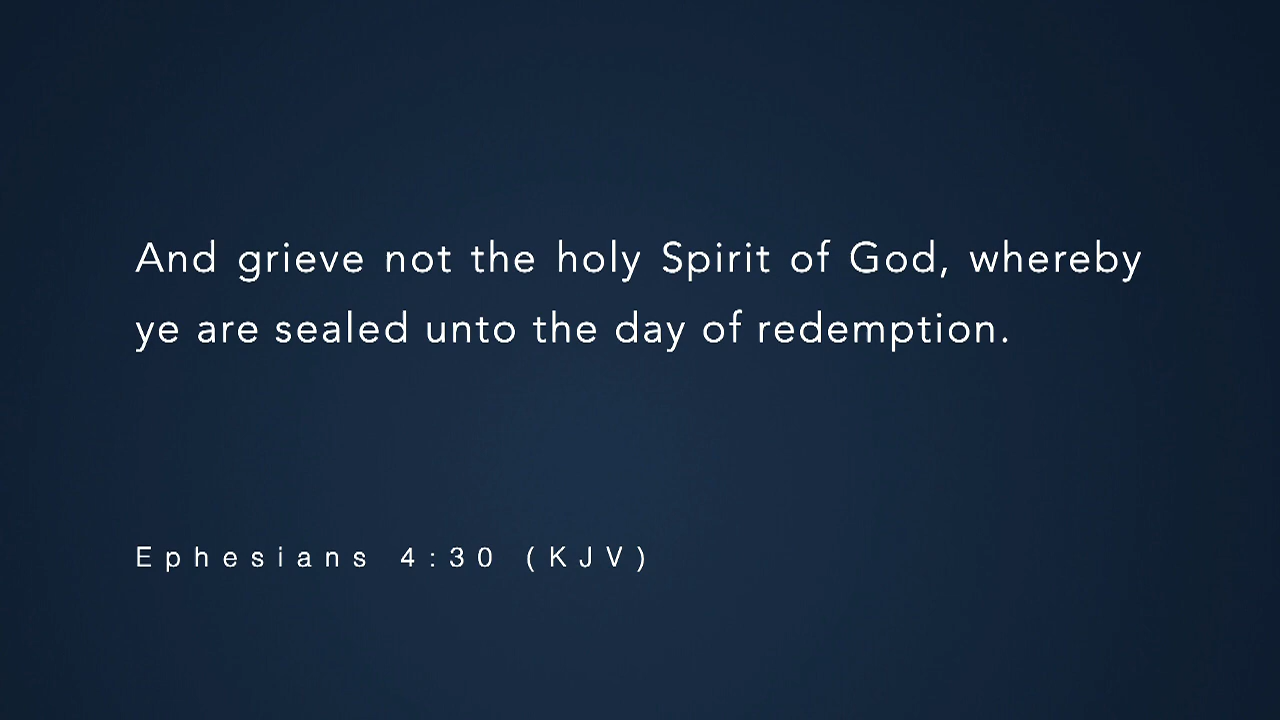 And grieve not the holy Spirit of God, whereby
ye are sealed unto the day of redemption.
Ephesians 4:30 (KJV)